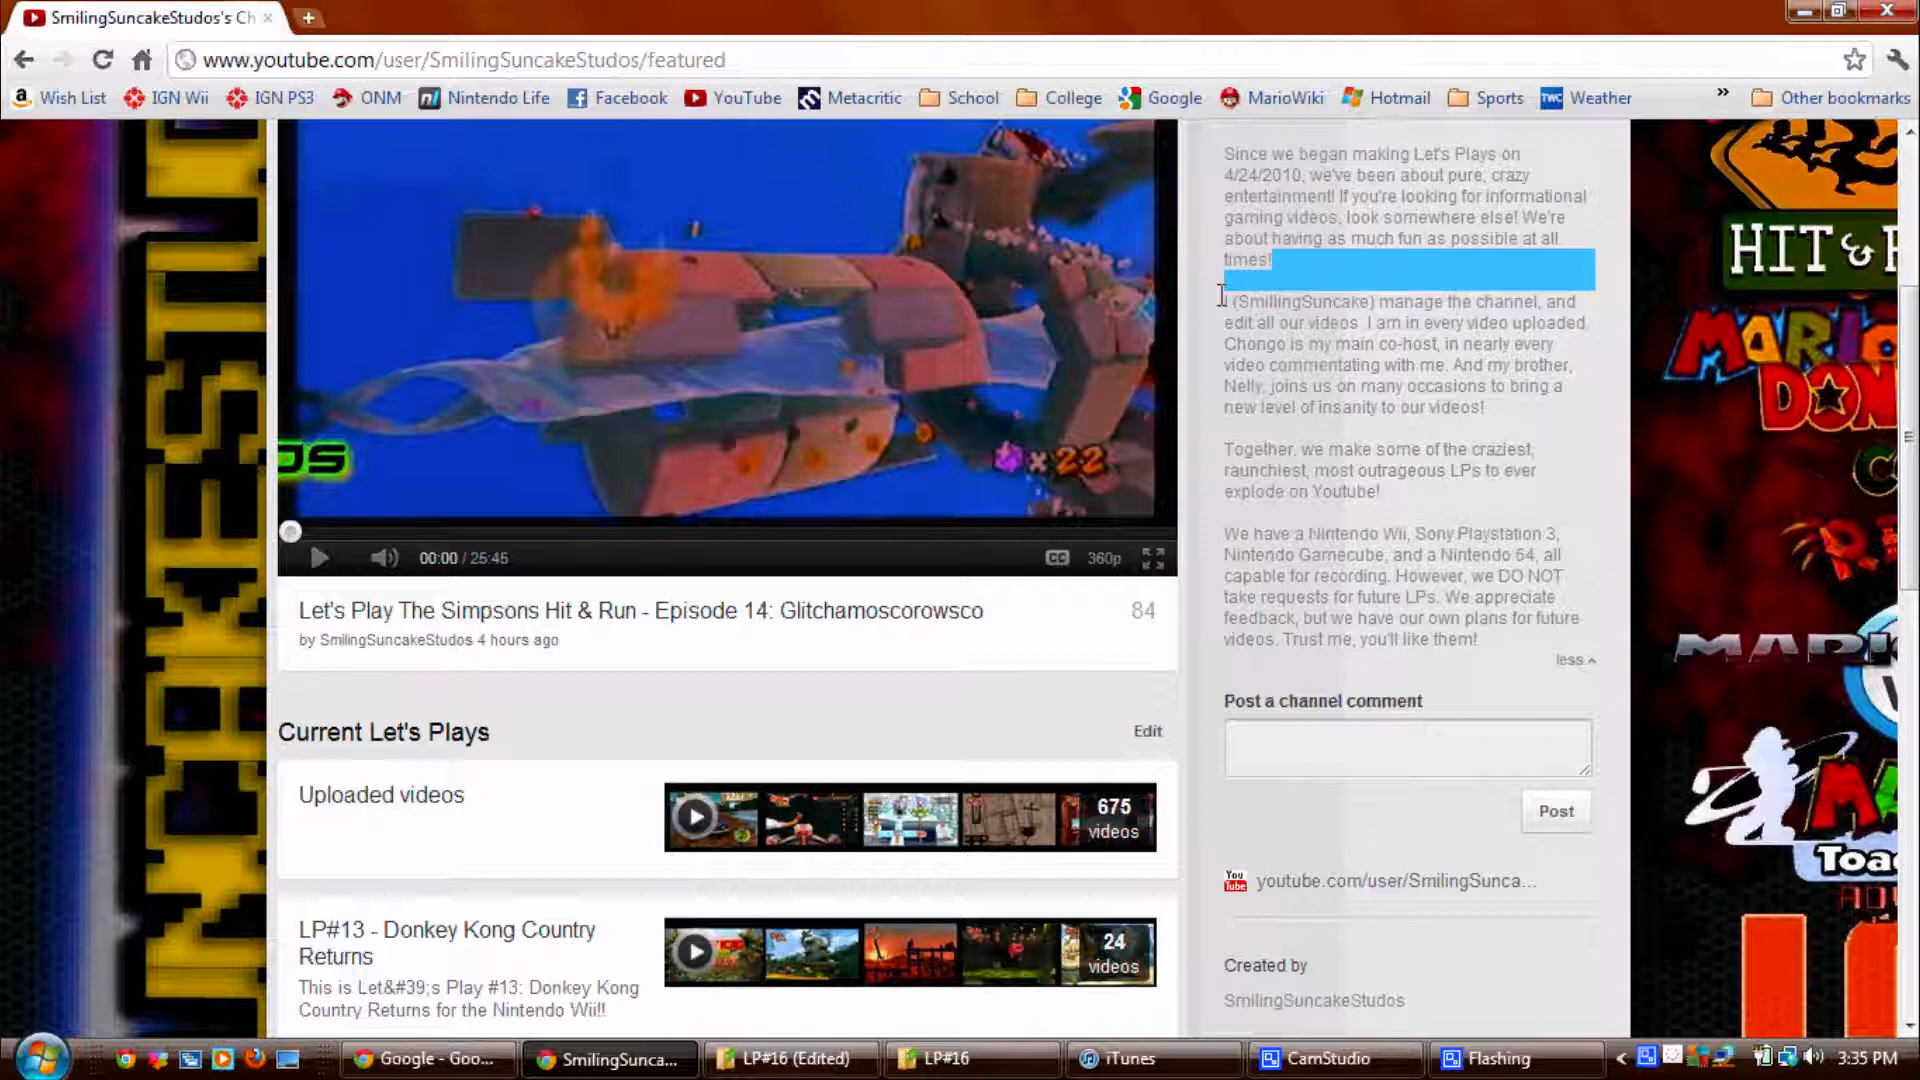 SmilingSuncakeStudos's Ch
www.youtube.com/user/SmilingSuncakeStudos/featured
Wish List IGN Wii IGN PS3 ONM Nintendo Life Facebook YouTube Metacritic School College Google MarioWiki Hotmail Sports TWC Weather » Other bookmarks
Since we began making Let's Plays on
4/24/2010, we've been about pure, crazy
entertainment! If you're looking for informational
gaming videos, look somewhere else! We're
about having as much fun as possible at all
times!
I (SmillingSuncake) manage the channel, and
edit all our videos. I am in every video uploaded.
Chongo is my main co-host, in nearly every
video commentating with me. And my brother,
Nelly, joins us on many occasions to bring a
new level of insanity to our videos!
Together, we make some of the craziest,
raunchiest, most outrageous LPs to ever
explode on Youtube!
We have a Nintendo Wii, Sony Playstation 3,
Nintendo Gamecube, and a Nintendo 64, all
capable for recording. However, we DO NOT
take requests for future LPs. We appreciate
feedback, but we have our own plans for future
videos. Trust me, you'll like them!
less
Post a channel comment
Post
You Tube youtube.com/user/SmilingSunca...
Created by
SmilingSuncakeStudos
x 22
00:00 / 25:45
CC 360p
Let's Play The Simpsons Hit & Run - Episode 14: Glitchamoscorowsco 84
by SmilingSuncakeStudos 4 hours ago
Current Let's Plays Edit
Uploaded videos
675
videos
LP#13 - Donkey Kong Country
Returns
This is Let&#39;s Play #13: Donkey Kong
Country Returns for the Nintendo Wii!!
24
videos
NCAKESTU
OS
HIT &
MARIO
DON
MARIO
Toa
Google - Goo... SmilingSunca... LP#16 (Edited) LP#16 iTunes CamStudio Flashing 3:35 PM